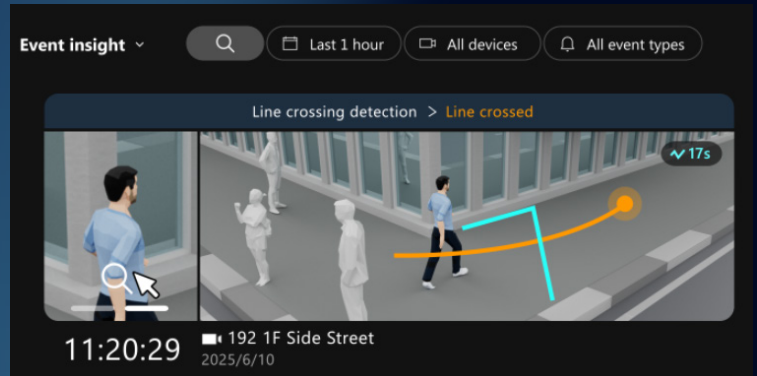 Event insight
Last 1 hour
All devices
All event types
Line crossing detection > Line crossed
17s
11:20:29
192 1F Side Street
2025/6/10